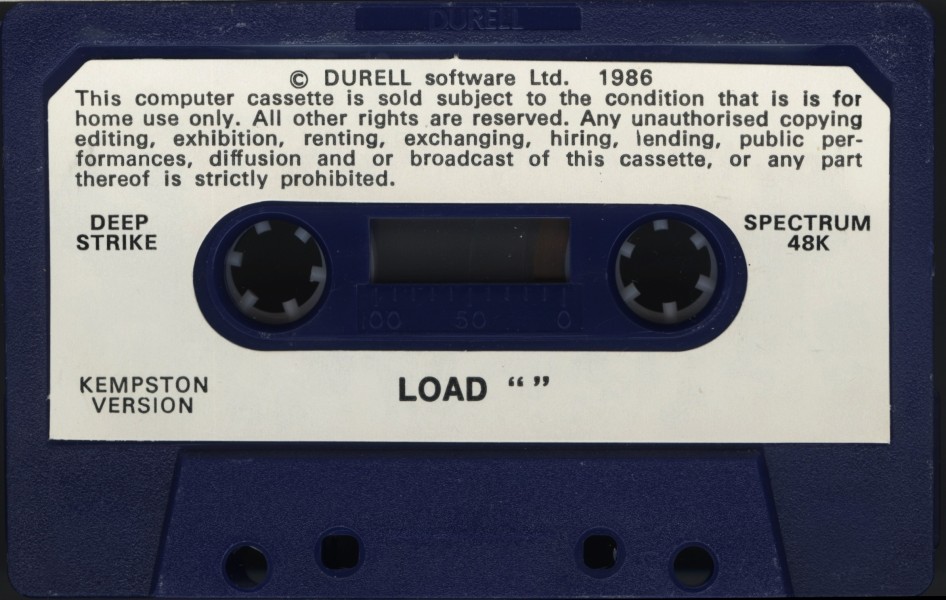 DURELL
© DURELL software Ltd. 1986
This computer cassette is sold subject to the condition that is is for
home use only. All other rights are reserved. Any unauthorised copying
editing, exhibition, renting, exchanging, hiring, lending, public per-
formances, diffusion and or broadcast of this cassette, or any part
thereof is strictly prohibited.
DEEP
STRIKE
SPECTRUM
48K
100 50 0
KEMPSTON
VERSION
LOAD “ ”